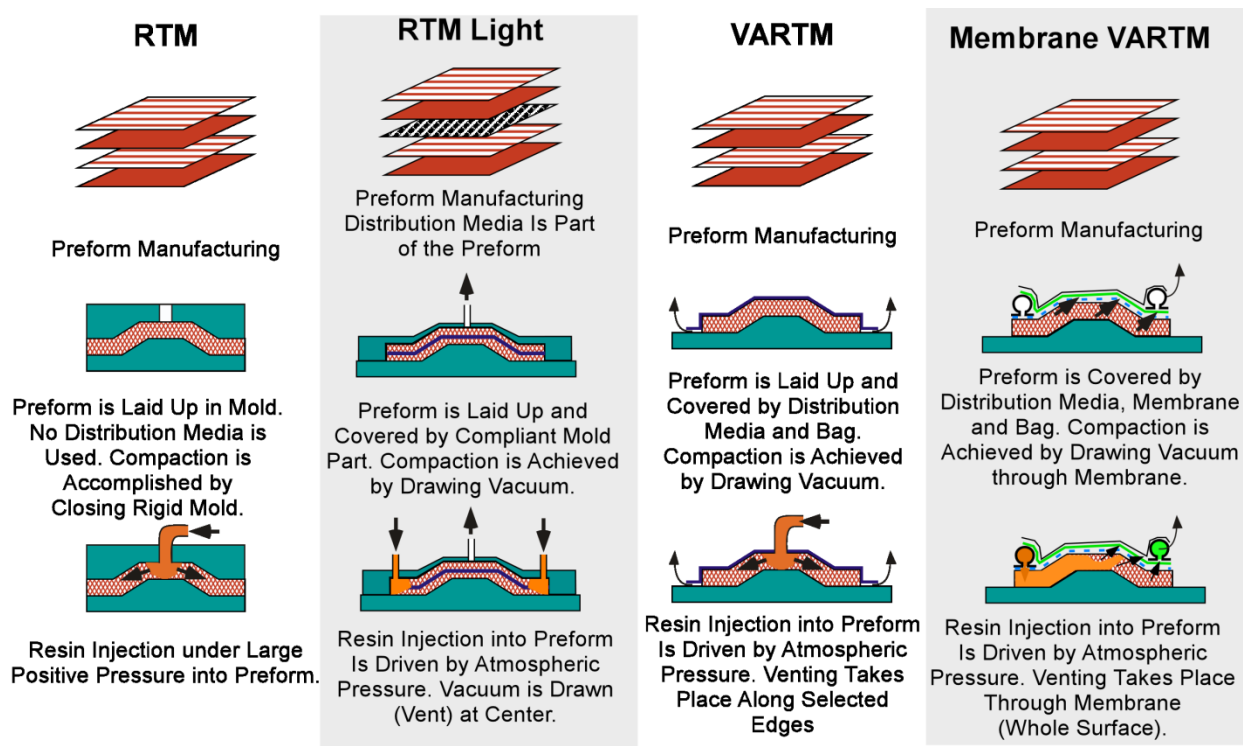 RTM
Preform Manufacturing
Preform is Laid Up in Mold.
No Distribution Media is
Used. Compaction is
Accomplished by
Closing Rigid Mold.
Resin Injection under Large
Positive Pressure into Preform.
RTM Light
Preform Manufacturing
Distribution Media Is Part
of the Preform
Preform is Laid Up and
Covered by Compliant Mold
Part. Compaction is Achieved
by Drawing Vacuum.
Resin Injection into Preform
Is Driven by Atmospheric
Pressure. Vacuum is Drawn
(Vent) at Center.
VARTM
Preform Manufacturing
Preform is Laid Up and
Covered by Distribution
Media and Bag.
Compaction is Achieved
by Drawing Vacuum.
Resin Injection into Preform
Is Driven by Atmospheric
Pressure. Venting Takes
Place Along Selected
Edges
Membrane VARTM
Preform Manufacturing
Preform is Covered by
Distribution Media, Membrane
and Bag. Compaction is
Achieved by Drawing Vacuum
through Membrane.
Resin Injection into Preform
Is Driven by Atmospheric
Pressure. Venting Takes Place
Through Membrane
(Whole Surface).